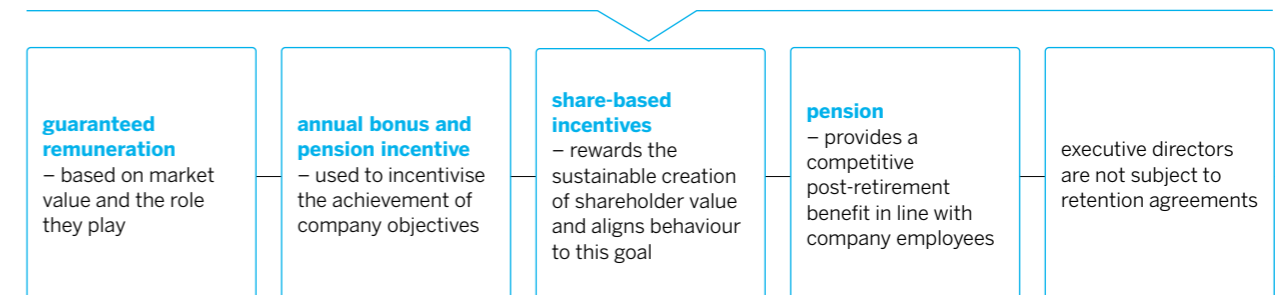 guaranteed
remuneration
– based on market
value and the role
they play
annual bonus and
pension incentive
– used to incentivise
the achievement of
company objectives
share-based
incentives
– rewards the
sustainable creation
of shareholder value
and aligns behaviour
to this goal
pension
– provides a
competitive
post-retirement
benefit in line with
company employees
executive directors
are not subject to
retention agreements